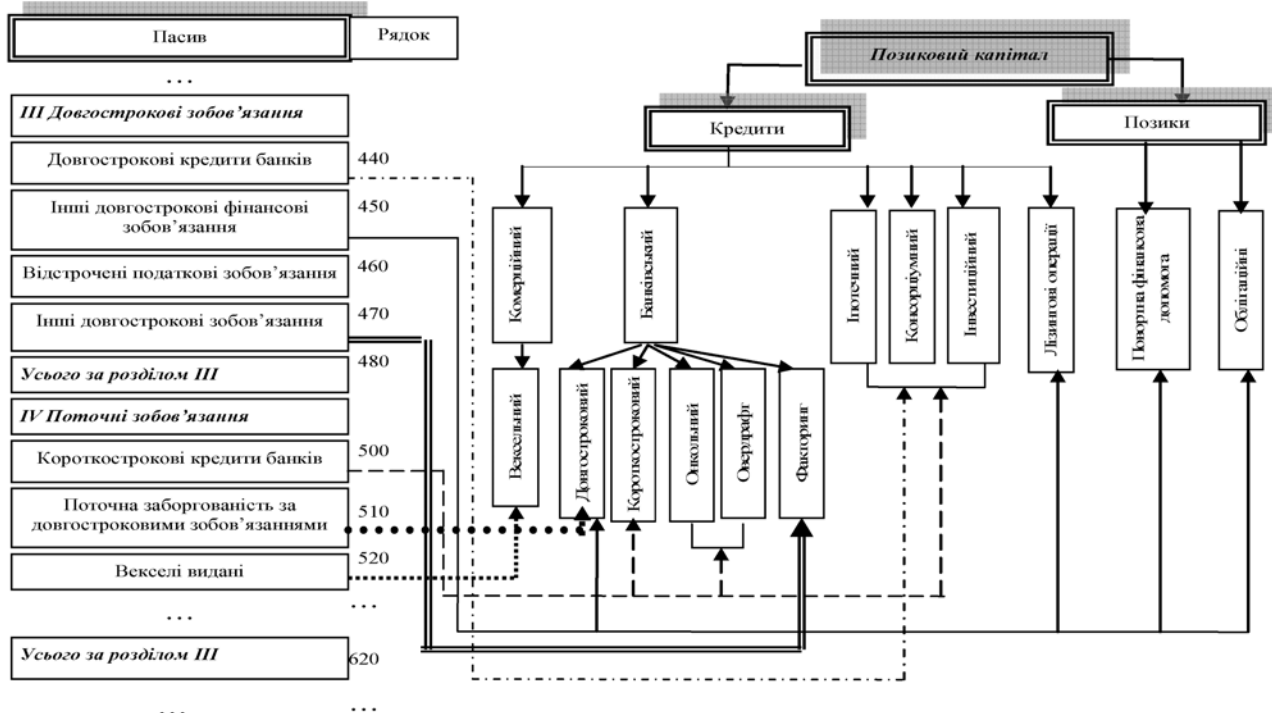 Пасив
Рядок
...
III Довгострокові зобов’язання
Довгострокові кредити банків
440
Інші довгострокові фінансові
зобов’язання
450
Відстрочені податкові зобов’язання
460
Інші довгострокові зобов’язання
470
Усього за розділом III
480
IV Поточні зобов’язання
Короткострокові кредити банків
500
Поточна заборгованість за
довгостроковими зобов’язаннями
510
Векселі видані
520
...
...
Усього за розділом III
620
...
...
Позиковий капітал
Кредити
Позики
Комерційний
Банківський
Іпотечний
Консорціумний
Інвестиційний
Лізингові операції
Поворотна фінансова
допомога
Облігаційні
Вексельний
Довгостроковий
Короткостроковий
Онкольний
Овердрафт
Факторинг